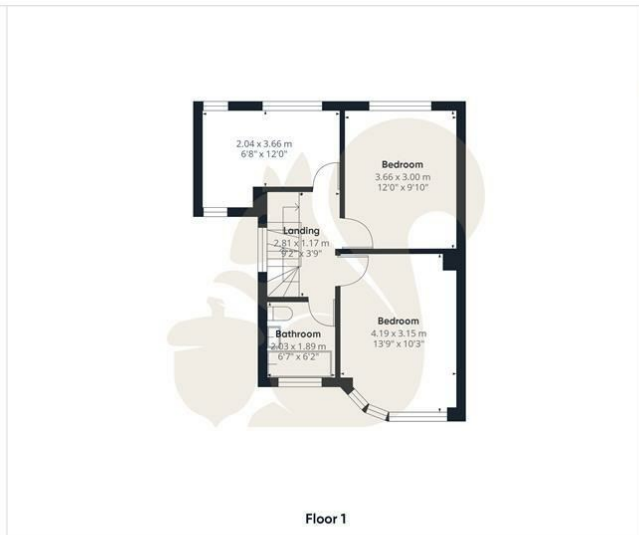 2.04 x 3.66 m
6'8" x 12'0"
Bedroom
3.66 x 3.00 m
12'0" x 9'10"
Landing
2.81 x 1.17 m
9'2" x 3'9"
Bedroom
4.19 x 3.15 m
13'9" x 10'3"
Bathroom
2.03 x 1.89 m
6'7" x 6'2"
Floor 1